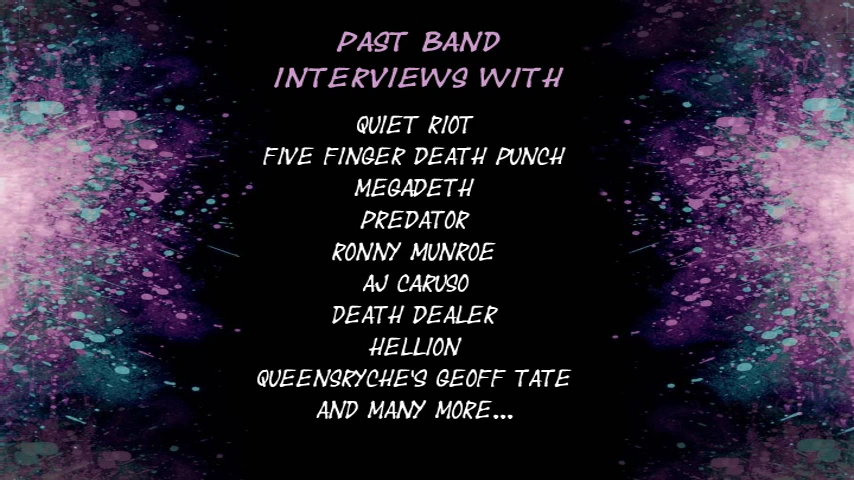 PAST BAND
INTERVIEWS WITH
QUIET RIOT
FIVE FINGER DEATH PUNCH
MEGADETH
PREDATOR
RONNY MUNROE
AJ CARUSO
DEATH DEALER
HELLION
QUEENSRYCHE'S GEOFF TATE
AND MANY MORE...